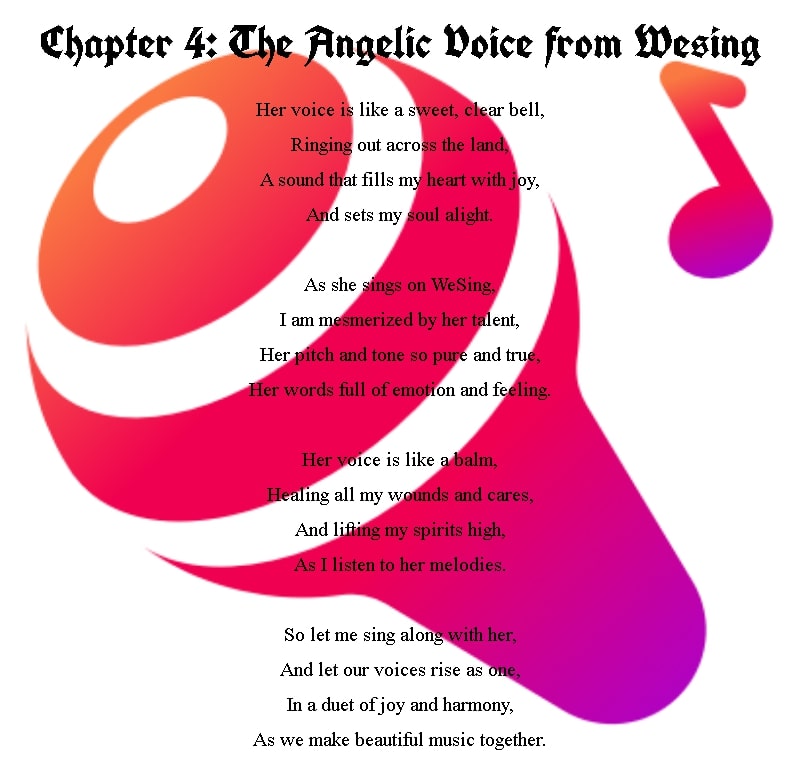 Chapter 4: The Angelic Voice from Wesing
Her voice is like a sweet, clear bell,
Ringing out across the land,
A sound that fills my heart with joy,
And sets my soul alight.
As she sings on WeSing,
I am mesmerized by her talent,
Her pitch and tone so pure and true,
Her words full of emotion and feeling.
Her voice is like a balm,
Healing all my wounds and cares,
And lifting my spirits high,
As I listen to her melodies.
So let me sing along with her,
And let our voices rise as one,
In a duet of joy and harmony,
As we make beautiful music together.